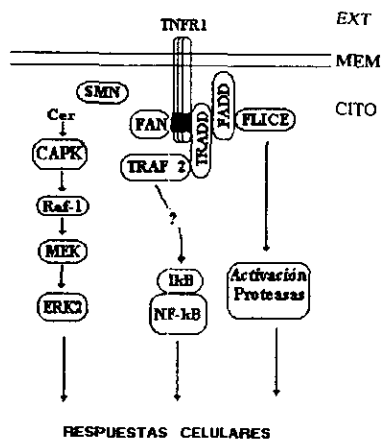 TNFR1
EXT
MEM
SMN
CITO
FADD
Cer
FAN
TRADD
FLICE
CAPK
TRAF 2
Raf-1
?
MEK
IkB
Activación
Proteasas
ERK2
NF-kB
RESPUESTAS CELULARES